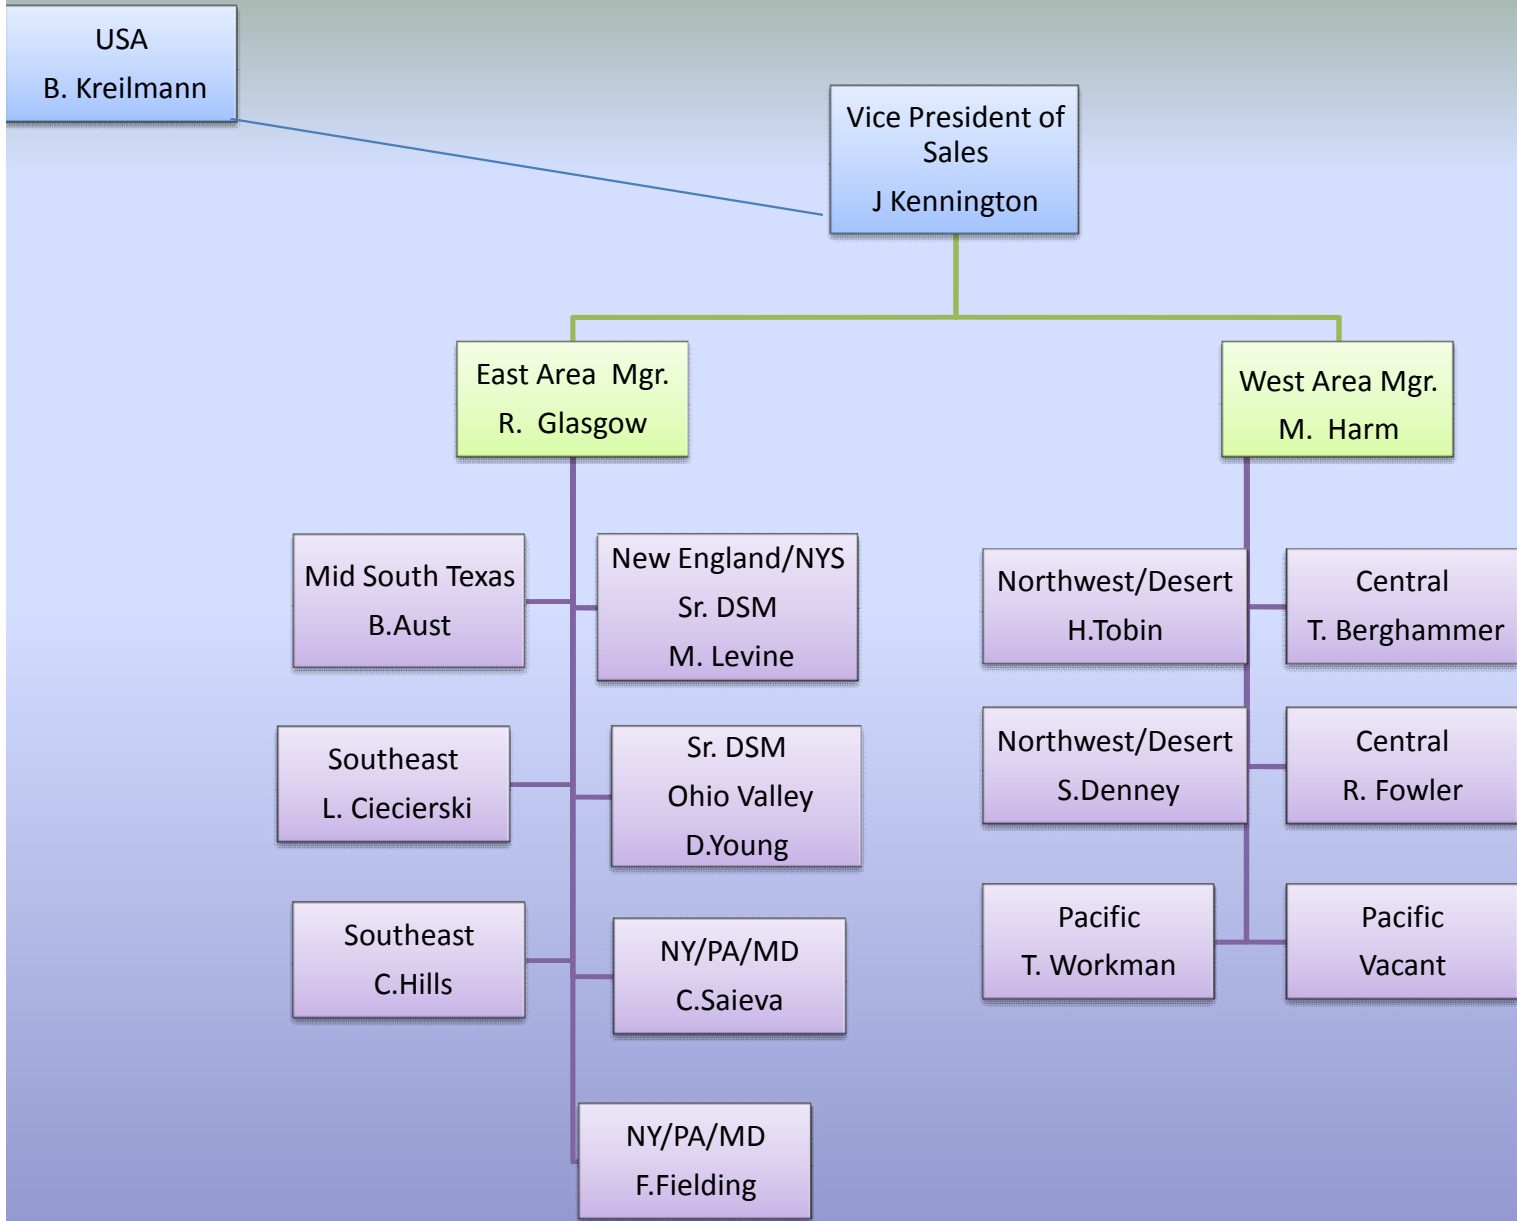 USA
B. Kreilmann
Vice President of
Sales
J Kennington
East Area  Mgr.
R.  Glasgow
West Area Mgr.
M.  Harm
Mid South Texas
B.Aust
New England/NYS
Sr. DSM
M. Levine
Northwest/Desert
H.Tobin
Central
T. Berghammer
Southeast
L. Ciecierski
Sr. DSM
Ohio Valley
D.Young
Northwest/Desert
S.Denney
Central
R. Fowler
Southeast
C.Hills
NY/PA/MD
C.Saieva
Pacific
T. Workman
Pacific
Vacant
NY/PA/MD
F.Fielding